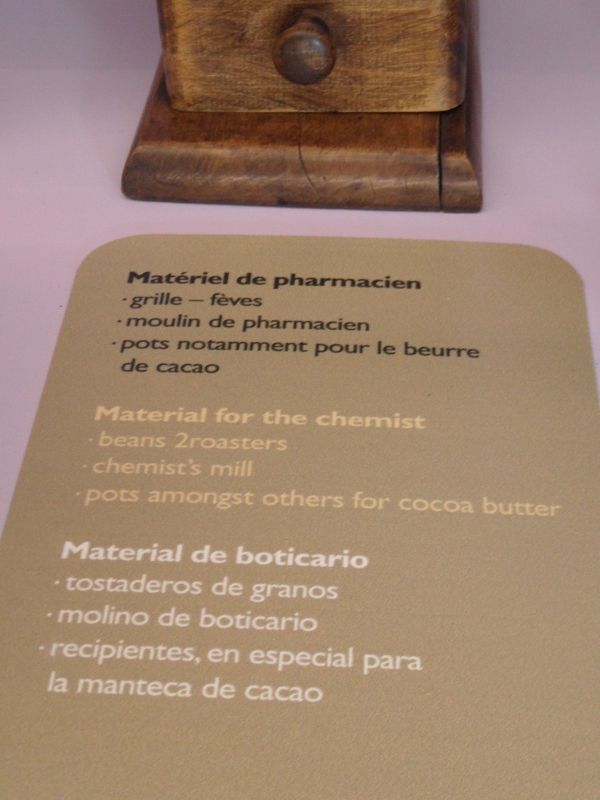 Matériel de pharmacien
· grille – fèves
· moulin de pharmacien
· pots notamment pour le beurre
de cacao
Material for the chemist
· beans 2roasters
· chemist's mill
· pots amongst others for cocoa butter
Material de boticario
· tostaderos de granos
· molino de boticario
· recipientes, en especial para
la manteca de cacao